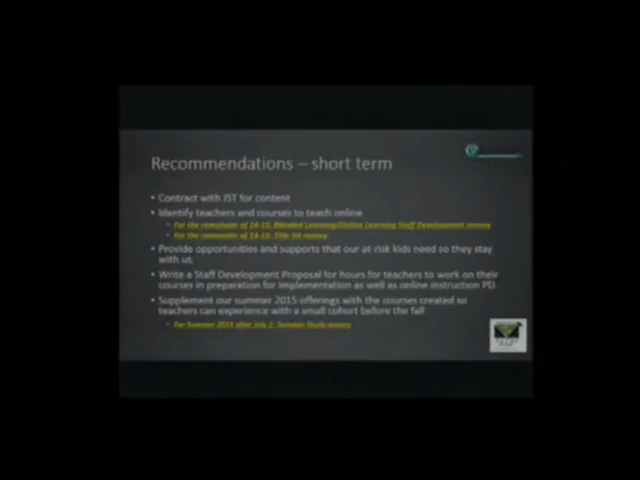 Recommendations – short term
• Contract with JST for content
• Identify teachers and courses to teach online
• For the remainder of 14-15: Blended Learning/Online Learning Staff Development money
• For the remainder of 14-15: Title IIA money
• Provide opportunities and supports that our at-risk kids need so they stay
with us.
• Write a Staff Development Proposal for hours for teachers to work on their
courses in preparation for implementation as well as online instruction PD.
• Supplement our summer 2015 offerings with the courses created so
teachers can experience with a small cohort before the fall
• For Summer 2015 after July 1: Summer Study money